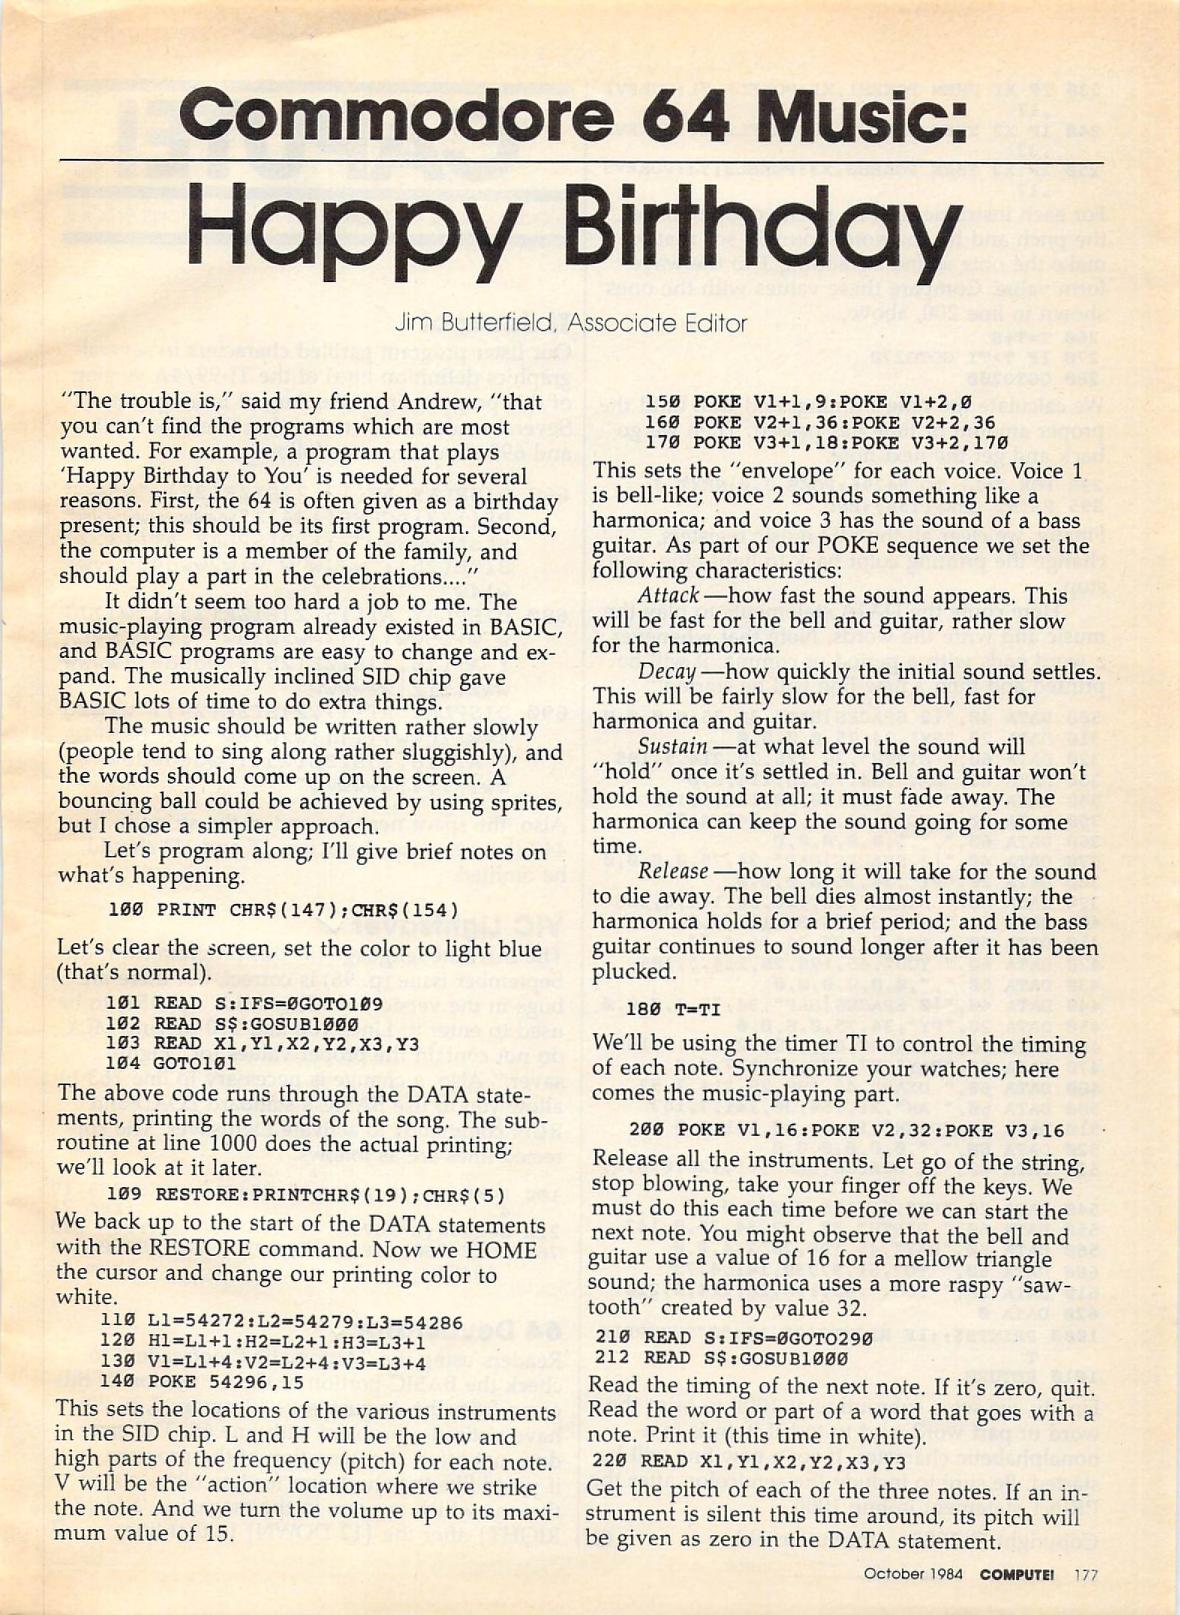 Commodore 64 Music:
Happy Birthday
Jim Butterfield, Associate Editor
"The trouble is," said my friend Andrew, "that
you can't find the programs which are most
wanted. For example, a program that plays
'Happy Birthday to You' is needed for several
reasons. First, the 64 is often given as a birthday
present; this should be its first program. Second,
the computer is a member of the family, and
should play a part in the celebrations...."
It didn't seem too hard a job to me. The
music-playing program already existed in BASIC,
and BASIC programs are easy to change and ex-
pand. The musically inclined SID chip gave
BASIC lots of time to do extra things.
The music should be written rather slowly
(people tend to sing along rather sluggishly), and
the words should come up on the screen. A
bouncing ball could be achieved by using sprites,
but I chose a simpler approach.
Let's program along; I'll give brief notes on
what's happening.
100 PRINT CHR$(147);CHR$(154)
Let's clear the screen, set the color to light blue
(that's normal).
101 READ S:IFS=0GOTO109
102 READ S$:GOSUB1000
103 READ X1,Y1,X2,Y2,X3,Y3
104 GOTO101
The above code runs through the DATA state-
ments, printing the words of the song. The sub-
routine at line 1000 does the actual printing;
we'll look at it later.
109 RESTORE:PRINTCHR$(19);CHR$(5)
We back up to the start of the DATA statements
with the RESTORE command. Now we HOME
the cursor and change our printing color to
white.
110 L1=54272:L2=54279:L3=54286
120 H1=L1+1:H2=L2+1:H3=L3+1
130 V1=L1+4:V2=L2+4:V3=L3+4
140 POKE 54296,15
This sets the locations of the various instruments
in the SID chip. L and H will be the low and
high parts of the frequency (pitch) for each note.
V will be the "action" location where we strike
the note. And we turn the volume up to its maxi-
mum value of 15.
150 POKE V1+1,9:POKE V1+2,0
160 POKE V2+1,36:POKE V2+2,36
170 POKE V3+1,18:POKE V3+2,170
This sets the "envelope" for each voice. Voice 1
is bell-like; voice 2 sounds something like a
harmonica; and voice 3 has the sound of a bass
guitar. As part of our POKE sequence we set the
following characteristics:
Attack—how fast the sound appears. This
will be fast for the bell and guitar, rather slow
for the harmonica.
Decay—how quickly the initial sound settles.
This will be fairly slow for the bell, fast for
harmonica and guitar.
Sustain—at what level the sound will
"hold" once it's settled in. Bell and guitar won't
hold the sound at all; it must fade away. The
harmonica can keep the sound going for some
time.
Release—how long it will take for the sound
to die away. The bell dies almost instantly; the
harmonica holds for a brief period; and the bass
guitar continues to sound longer after it has been
plucked.
180 T=TI
We'll be using the timer TI to control the timing
of each note. Synchronize your watches; here
comes the music-playing part.
200 POKE V1,16:POKE V2,32:POKE V3,16
Release all the instruments. Let go of the string,
stop blowing, take your finger off the keys. We
must do this each time before we can start the
next note. You might observe that the bell and
guitar use a value of 16 for a mellow triangle
sound; the harmonica uses a more raspy "saw-
tooth" created by value 32.
210 READ S:IFS=0GOTO290
212 READ S$:GOSUB1000
Read the timing of the next note. If it's zero, quit.
Read the word or part of a word that goes with a
note. Print it (this time in white).
220 READ X1,Y1,X2,Y2,X3,Y3
Get the pitch of each of the three notes. If an in-
strument is silent this time around, its pitch will
be given as zero in the DATA statement.
October 1984 COMPUTE! 177